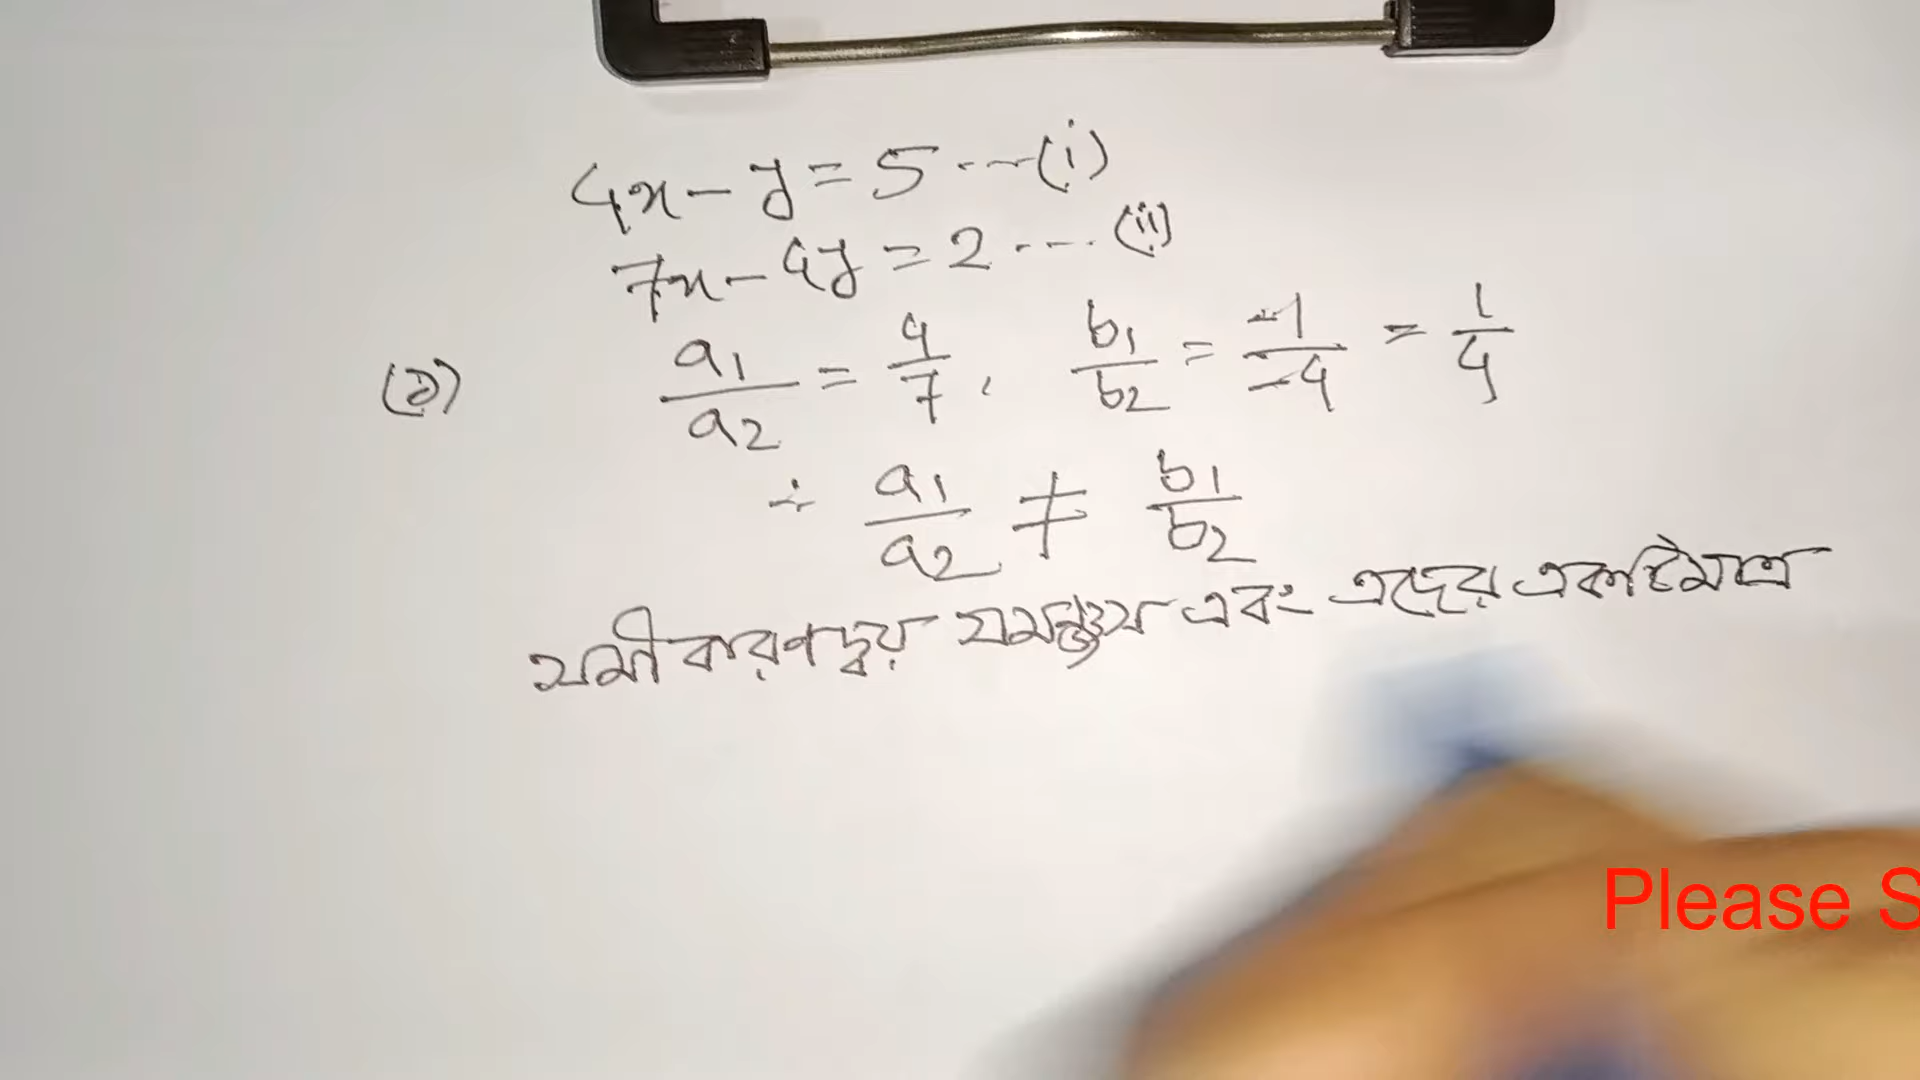 4x - y = 5 ---(i)
7x - 4y = 2 ---- (ii)
(১) a₁/a₂ = 4/7, b₁/b₂ = -1/-4 = 1/4
∴ a₁/a₂ ≠ b₁/b₂
সমীকরণদ্বয় সমঞ্জস এবং এদের একটিমাত্র
Please S